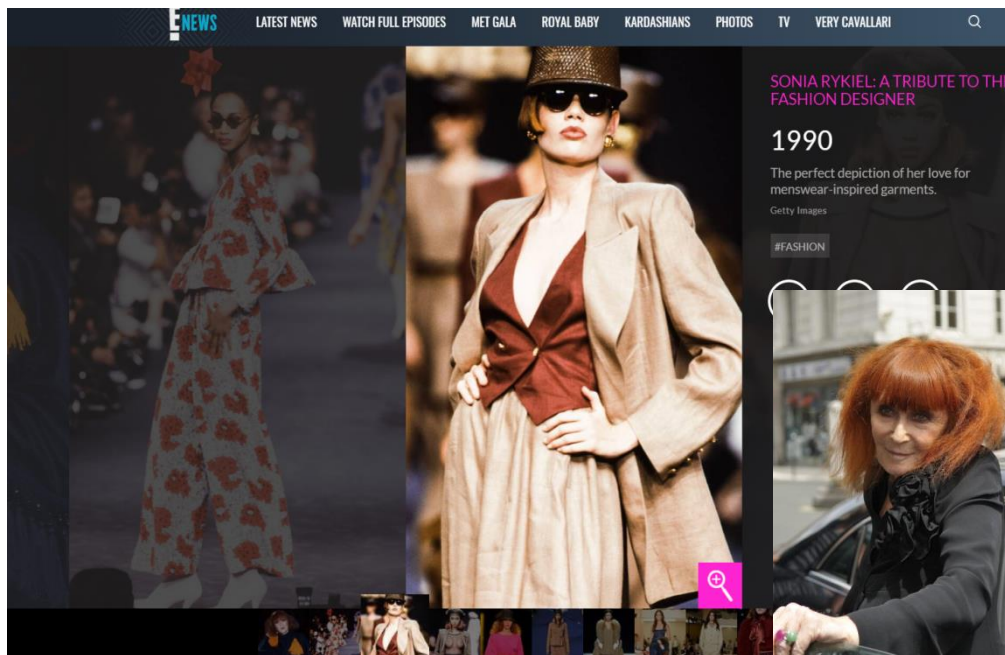 E NEWS
LATEST NEWS
WATCH FULL EPISODES
MET GALA
ROYAL BABY
KARDASHIANS
PHOTOS
TV
VERY CAVALLARI
SONIA RYKIEL: A TRIBUTE TO TH
FASHION DESIGNER
1990
The perfect depiction of her love for
menswear-inspired garments.
Getty Images
#FASHION